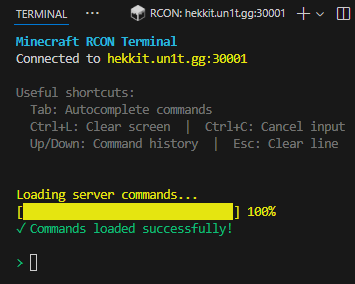 TERMINAL ... RCON: hekkit.un1t.gg:30001
Minecraft RCON Terminal
Connected to hekkit.un1t.gg:30001
Useful shortcuts:
Tab: Autocomplete commands
Ctrl+L: Clear screen | Ctrl+C: Cancel input
Up/Down: Command history | Esc: Clear line
Loading server commands...
[██████████████████████████████] 100%
✓ Commands loaded successfully!
>